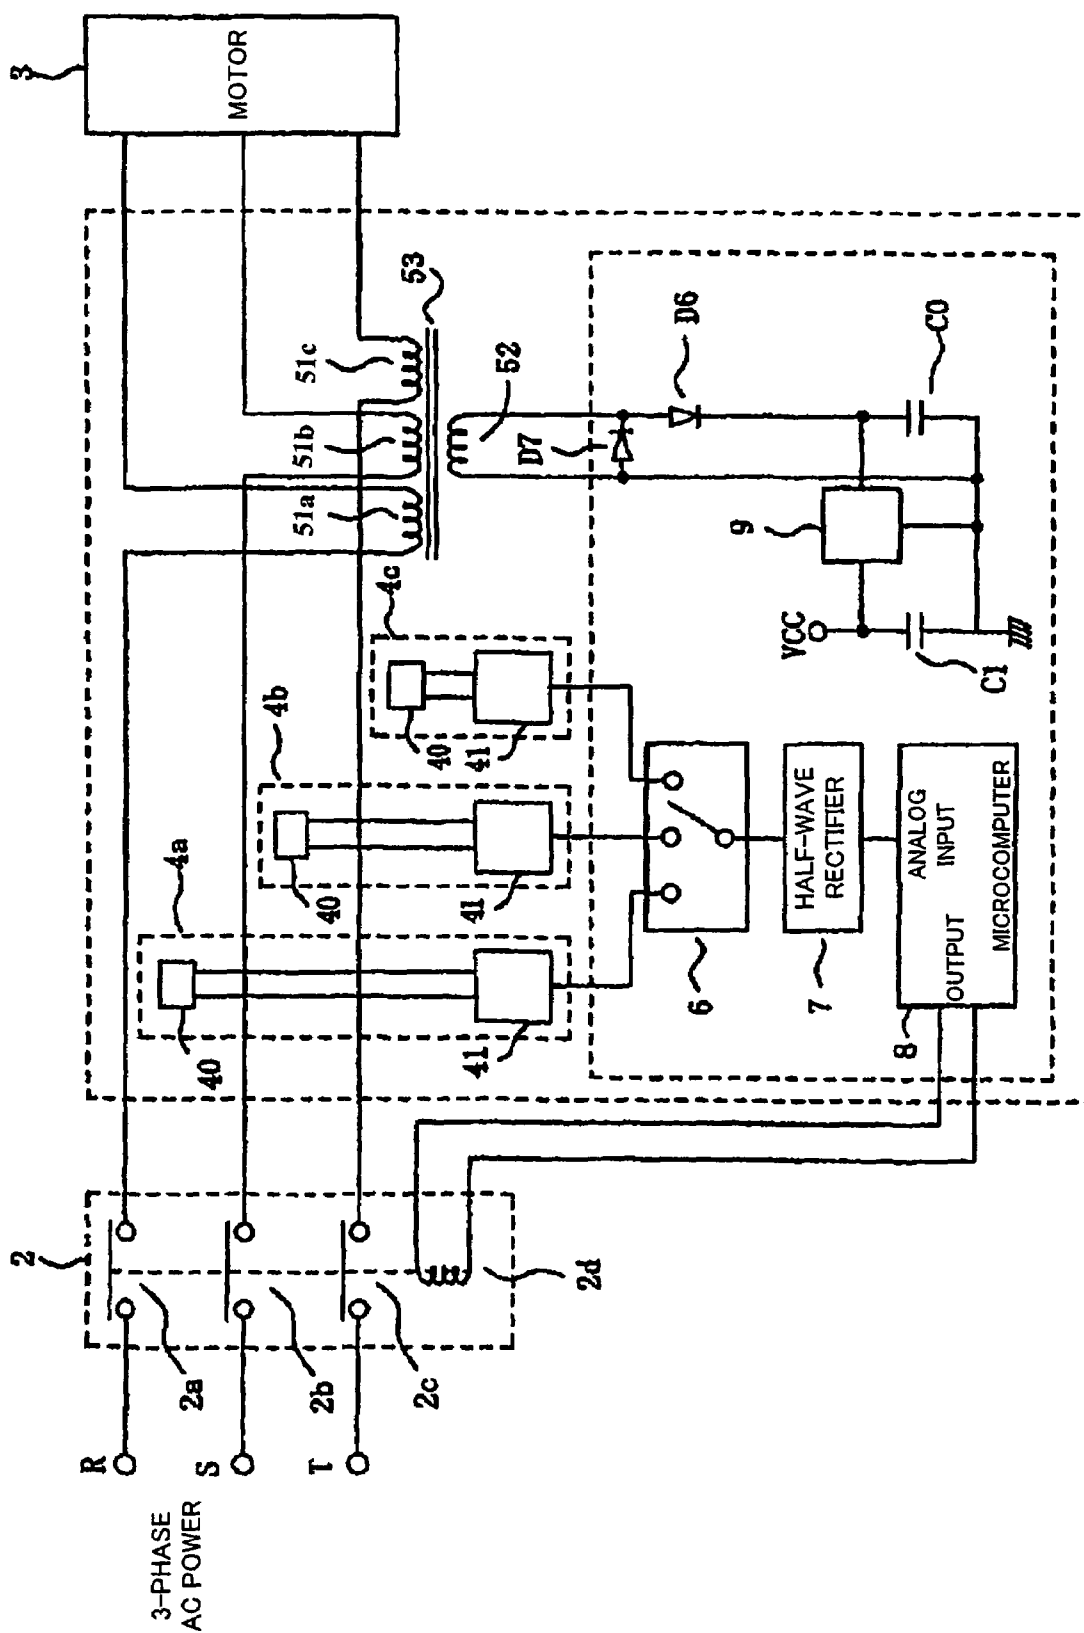 3-PHASE
AC POWER
R
S
T
2
2a
2b
2c
2d
4a
40
41
4b
40
41
4c
40
41
51a
51b
51c
53
52
3
MOTOR
6
7
HALF-WAVE
RECTIFIER
8
ANALOG
INPUT
OUTPUT
MICROCOMPUTER
D7
D6
9
VCC
C1
C0